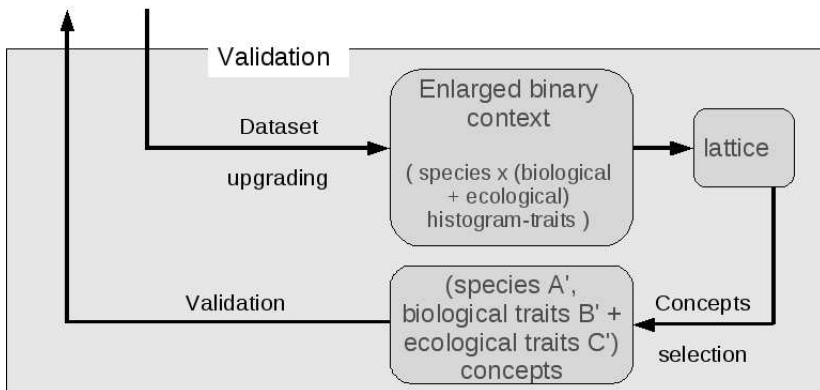 Validation
Enlarged binary
context
( species x (biological
+ ecological)
histogram-traits )
Dataset
upgrading
lattice
(species A',
biological traits B' +
ecological traits C')
concepts
Validation
Concepts
selection